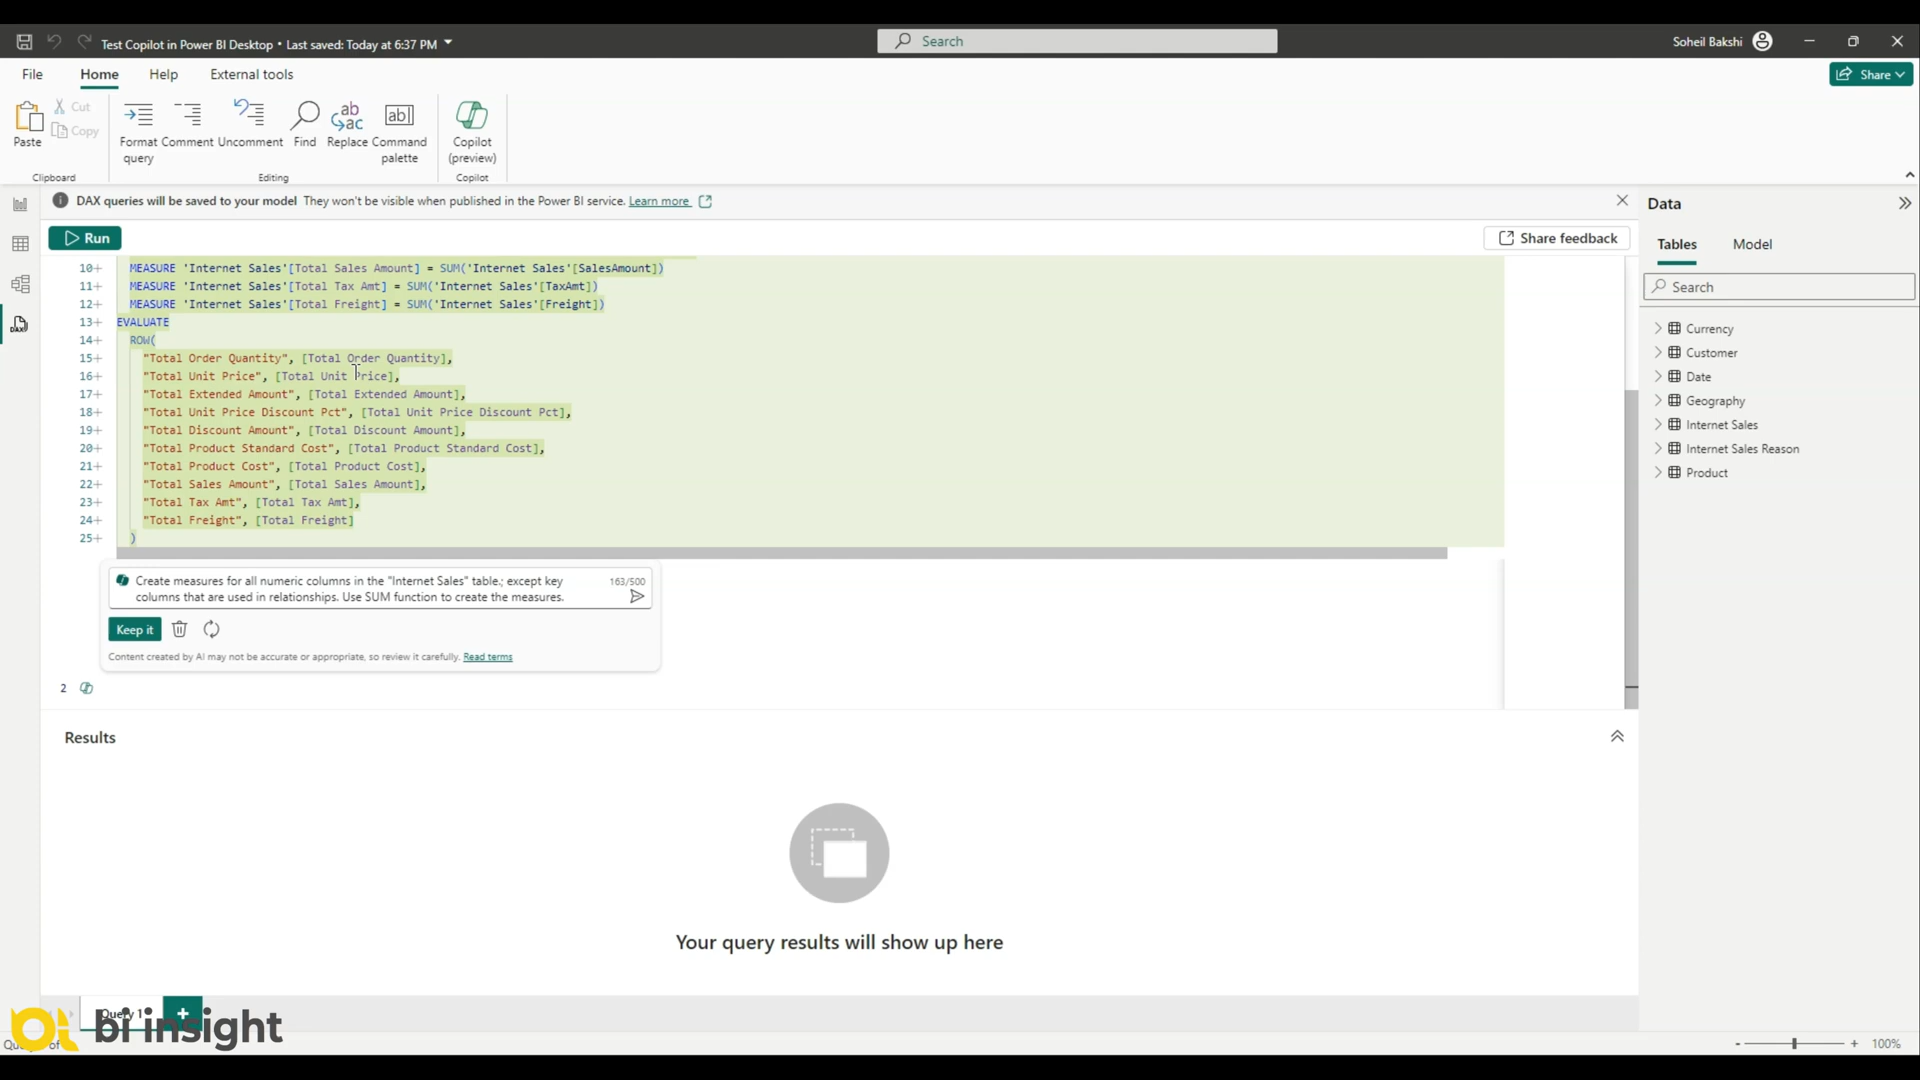 Test Copilot in Power BI Desktop • Last saved: Today at 6:37 PM
Search
Soheil Bakshi
File
Home
Help
External tools
Share
Paste
Cut
Copy
Format query
Comment
Uncomment
Find
Replace
Command palette
Copilot (preview)
Clipboard
Editing
Copilot
DAX queries will be saved to your model They won't be visible when published in the Power BI service. Learn more
Run
Share feedback
10+ MEASURE 'Internet Sales'[Total Sales Amount] = SUM('Internet Sales'[SalesAmount])
11+ MEASURE 'Internet Sales'[Total Tax Amt] = SUM('Internet Sales'[TaxAmt])
12+ MEASURE 'Internet Sales'[Total Freight] = SUM('Internet Sales'[Freight])
13+ EVALUATE
14+ ROW(
15+ "Total Order Quantity", [Total Order Quantity],
16+ "Total Unit Price", [Total Unit Price],
17+ "Total Extended Amount", [Total Extended Amount],
18+ "Total Unit Price Discount Pct", [Total Unit Price Discount Pct],
19+ "Total Discount Amount", [Total Discount Amount],
20+ "Total Product Standard Cost", [Total Product Standard Cost],
21+ "Total Product Cost", [Total Product Cost],
22+ "Total Sales Amount", [Total Sales Amount],
23+ "Total Tax Amt", [Total Tax Amt],
24+ "Total Freight", [Total Freight]
25+ )
Create measures for all numeric columns in the "Internet Sales" table.; except key
columns that are used in relationships. Use SUM function to create the measures.
163/500
Keep it
Content created by AI may not be accurate or appropriate, so review it carefully. Read terms
2
Results
Your query results will show up here
Data
Tables
Model
Search
Currency
Customer
Date
Geography
Internet Sales
Internet Sales Reason
Product
Query 1
+
bi insight
- + 100%